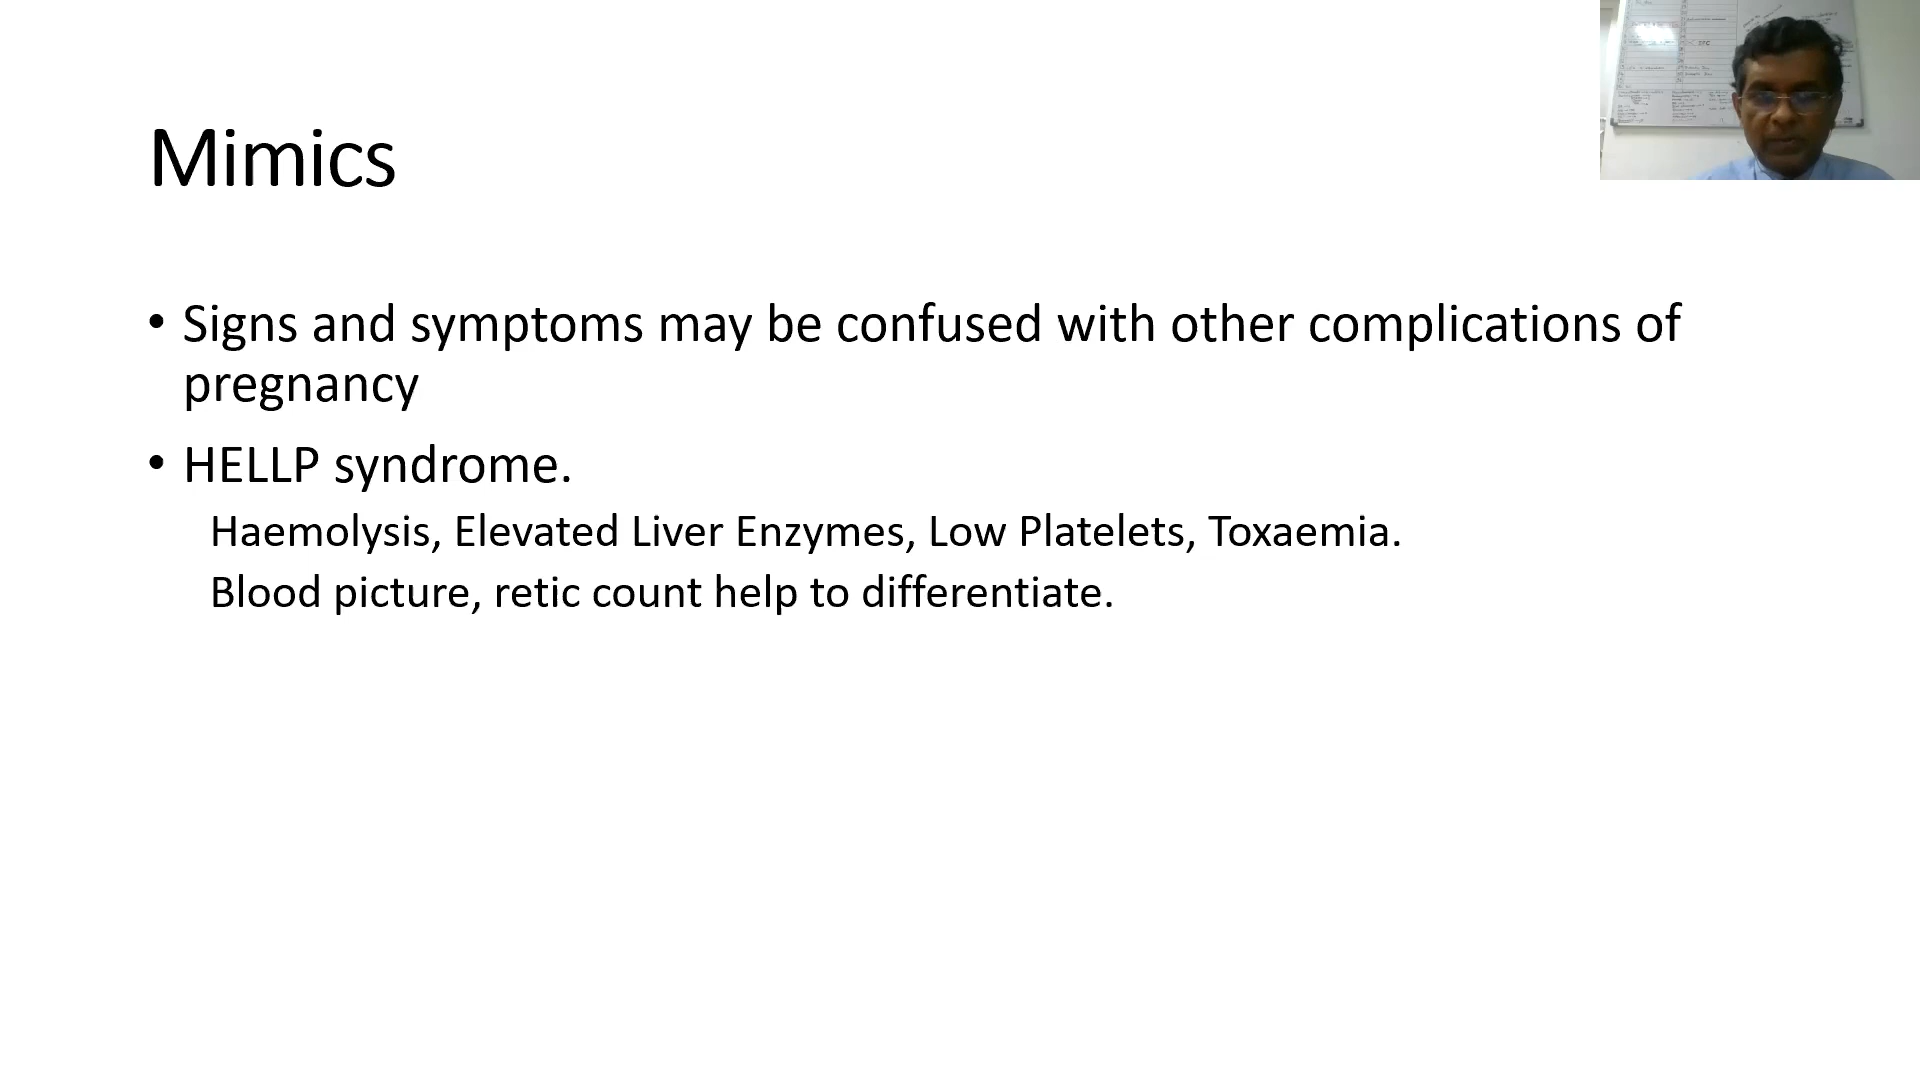 Mimics
• Signs and symptoms may be confused with other complications of
pregnancy
• HELLP syndrome.
Haemolysis, Elevated Liver Enzymes, Low Platelets, Toxaemia.
Blood picture, retic count help to differentiate.